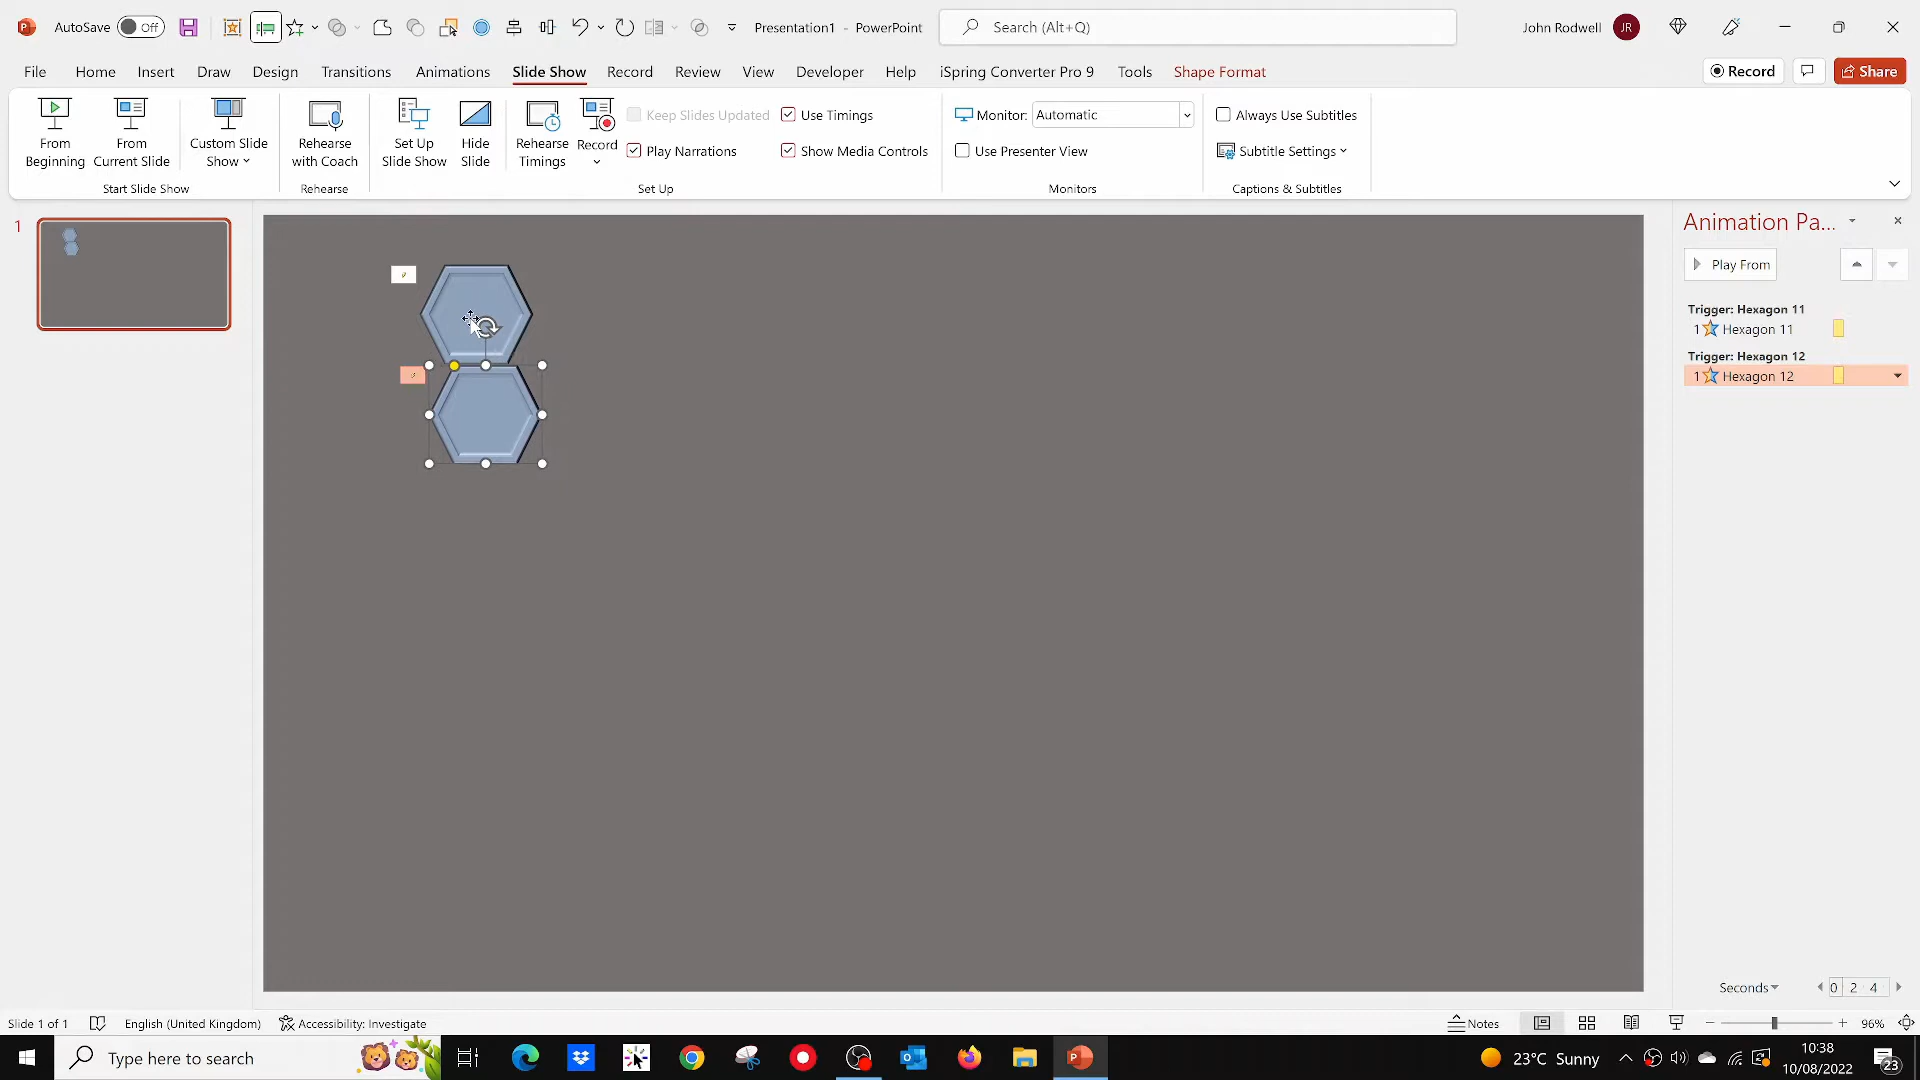 AutoSave Off Presentation1 - PowerPoint Search (Alt+Q) John Rodwell JR
File Home Insert Draw Design Transitions Animations Slide Show Record Review View Developer Help iSpring Converter Pro 9 Tools Shape Format Record Share
From Beginning
From Current Slide
Custom Slide Show
Start Slide Show
Rehearse with Coach
Rehearse
Set Up Slide Show
Hide Slide
Rehearse Timings
Record
Keep Slides Updated
Play Narrations
Use Timings
Show Media Controls
Set Up
Monitor: Automatic
Use Presenter View
Monitors
Always Use Subtitles
Subtitle Settings
Captions & Subtitles
1
Animation Pa...
Play From
Trigger: Hexagon 11
1 Hexagon 11
Trigger: Hexagon 12
1 Hexagon 12
Seconds 0 2 4
Slide 1 of 1 English (United Kingdom) Accessibility: Investigate Notes 96%
Type here to search 23°C Sunny 10:38
10/08/2022
23